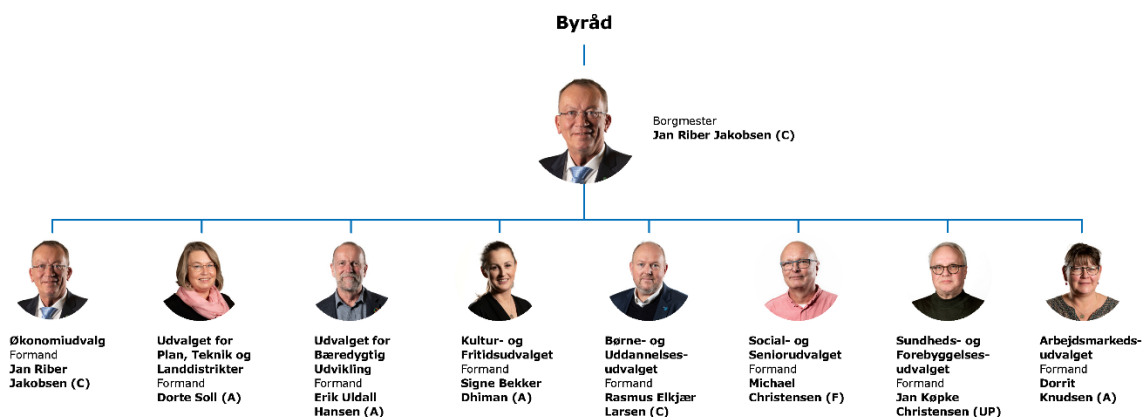 Byråd
Borgmester
Jan Riber Jakobsen (C)
Økonomiudvalg
Formand
Jan Riber
Jakobsen (C)
Udvalget for
Plan, Teknik og
Landdistrikter
Formand
Dorte Soll (A)
Udvalget for
Bæredygtig
Udvikling
Formand
Erik Uldall
Hansen (A)
Kultur- og
Fritidsudvalget
Formand
Signe Bekker
Dhiman (A)
Børne- og
Uddannelses-
udvalget
Formand
Rasmus Elkjær
Larsen (C)
Social- og
Seniorudvalget
Formand
Michael
Christensen (F)
Sundheds- og
Forebyggelses-
udvalget
Formand
Jan Køpke
Christensen (UP)
Arbejdsmarkeds-
udvalget
Formand
Dorrit
Knudsen (A)